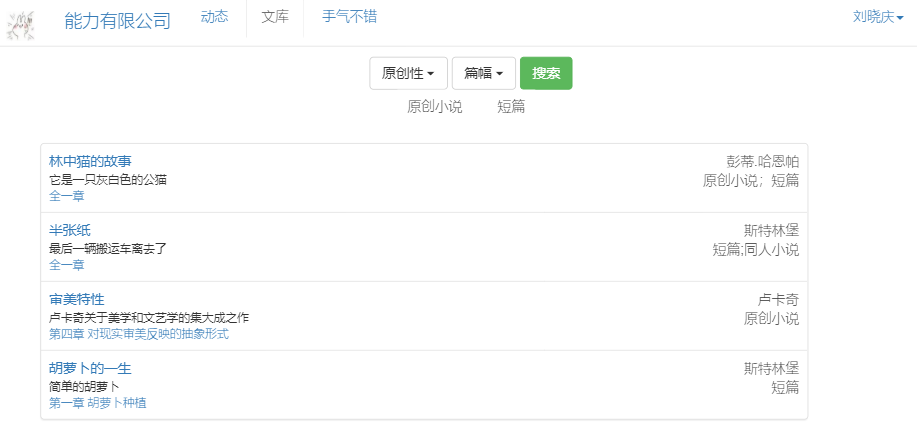 能力有限公司 动态 文库 手气不错 刘晓庆
原创性 篇幅 搜索
原创小说 短篇
林中猫的故事 彭蒂.哈恩帕
它是一只灰白色的公猫 原创小说；短篇
全一章
半张纸 斯特林堡
最后一辆搬运车离去了 短篇;同人小说
全一章
审美特性 卢卡奇
卢卡奇关于美学和文艺学的集大成之作 原创小说
第四章 对现实审美反映的抽象形式
胡萝卜的一生 斯特林堡
简单的胡萝卜 短篇
第一章 胡萝卜种植